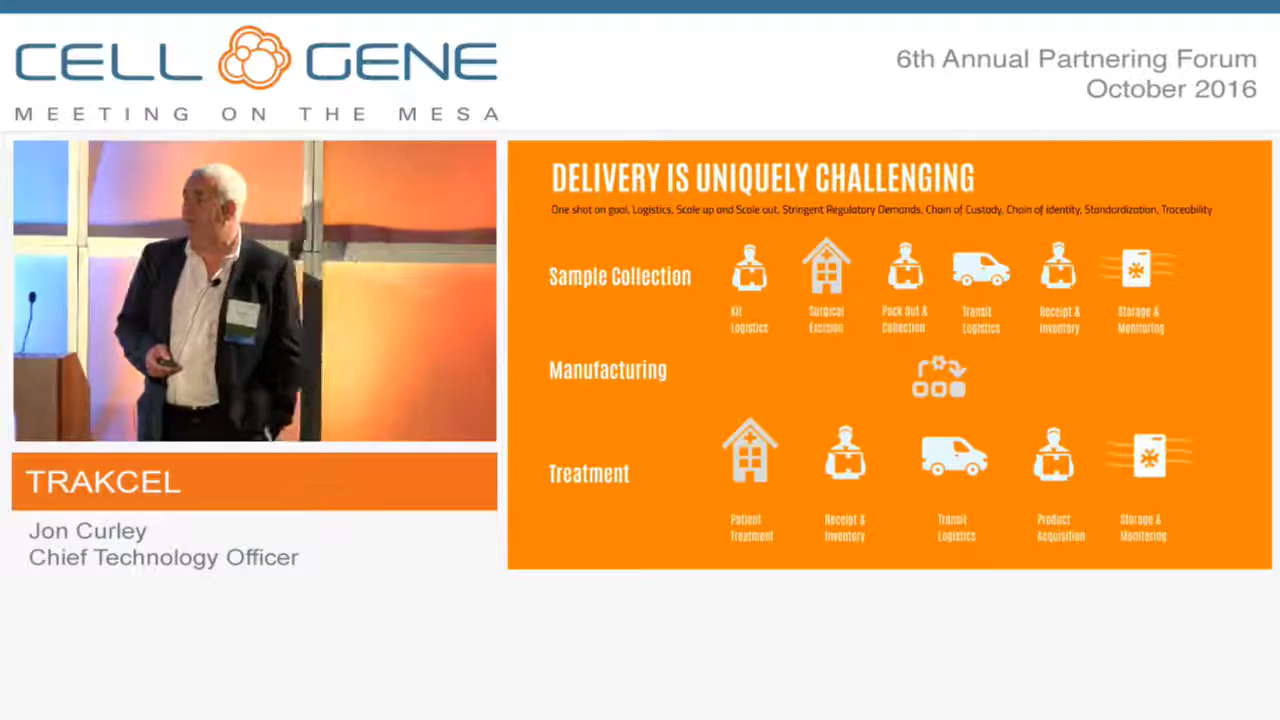 CELL GENE
MEETING ON THE MESA
6th Annual Partnering Forum
October 2016
DELIVERY IS UNIQUELY CHALLENGING
One shot on goal, Logistics, Scale up and Scale out, Stringent Regulatory Demands, Chain of Custody, Chain of identity, Standardization, Traceability
Sample Collection
Kit
Logistics
Surgical
Excision
Pack Out &
Collection
Transit
Logistics
Receipt &
Inventory
Storage &
Monitoring
Manufacturing
Treatment
Patient
Treatment
Receipt &
Inventory
Transit
Logistics
Product
Acquisition
Storage &
Monitoring
TRAKCEL
Jon Curley
Chief Technology Officer